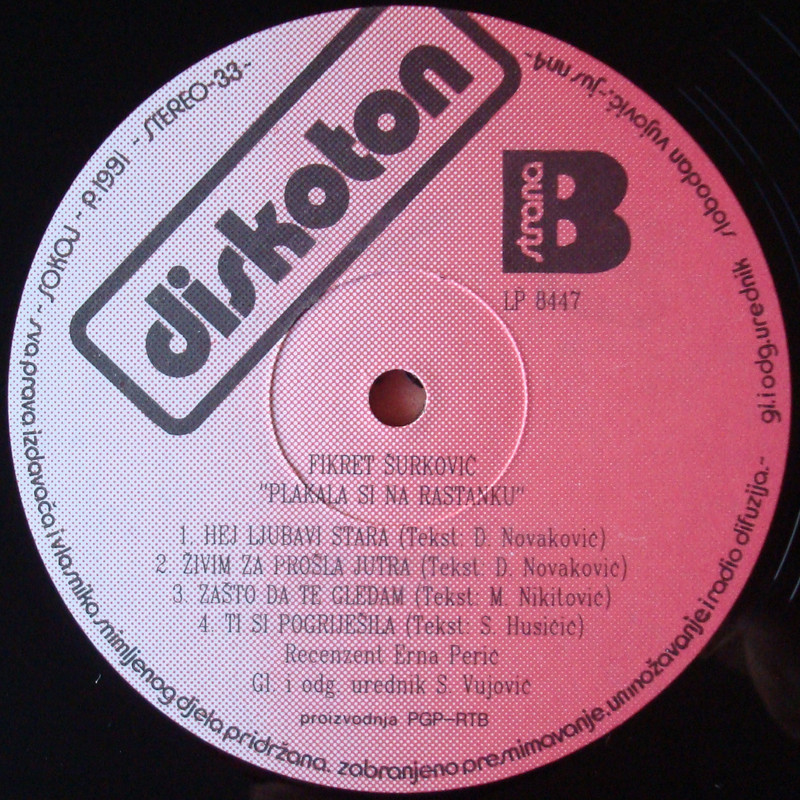 diskoton
strana B
LP 8447
FIKRET ŠURKOVIĆ
"PLAKALA SI NA RASTANKU"
1. HEJ LJUBAVI STARA (Tekst: D. Novaković)
2. ŽIVIM ZA PROŠLA JUTRA (Tekst: D. Novaković)
3. ZAŠTO DA TE GLEDAM (Tekst: M. Nikitović)
4. TI SI POGRIJEŠILA (Tekst: S. Husičić)
Recenzent Erna Perić
Gl. i odg. urednik S. Vujović
proizvodnja PGP-RTB
sva prava izdavača i vlasnika snimljenog djela pridržana. zabranjeno presnimavanje, umnožavanje i radio difuzija.-
gl. i odg. urednik slobodan vujović.-jus nn4-
- SOKOJ - P.1991 - STEREO-33-